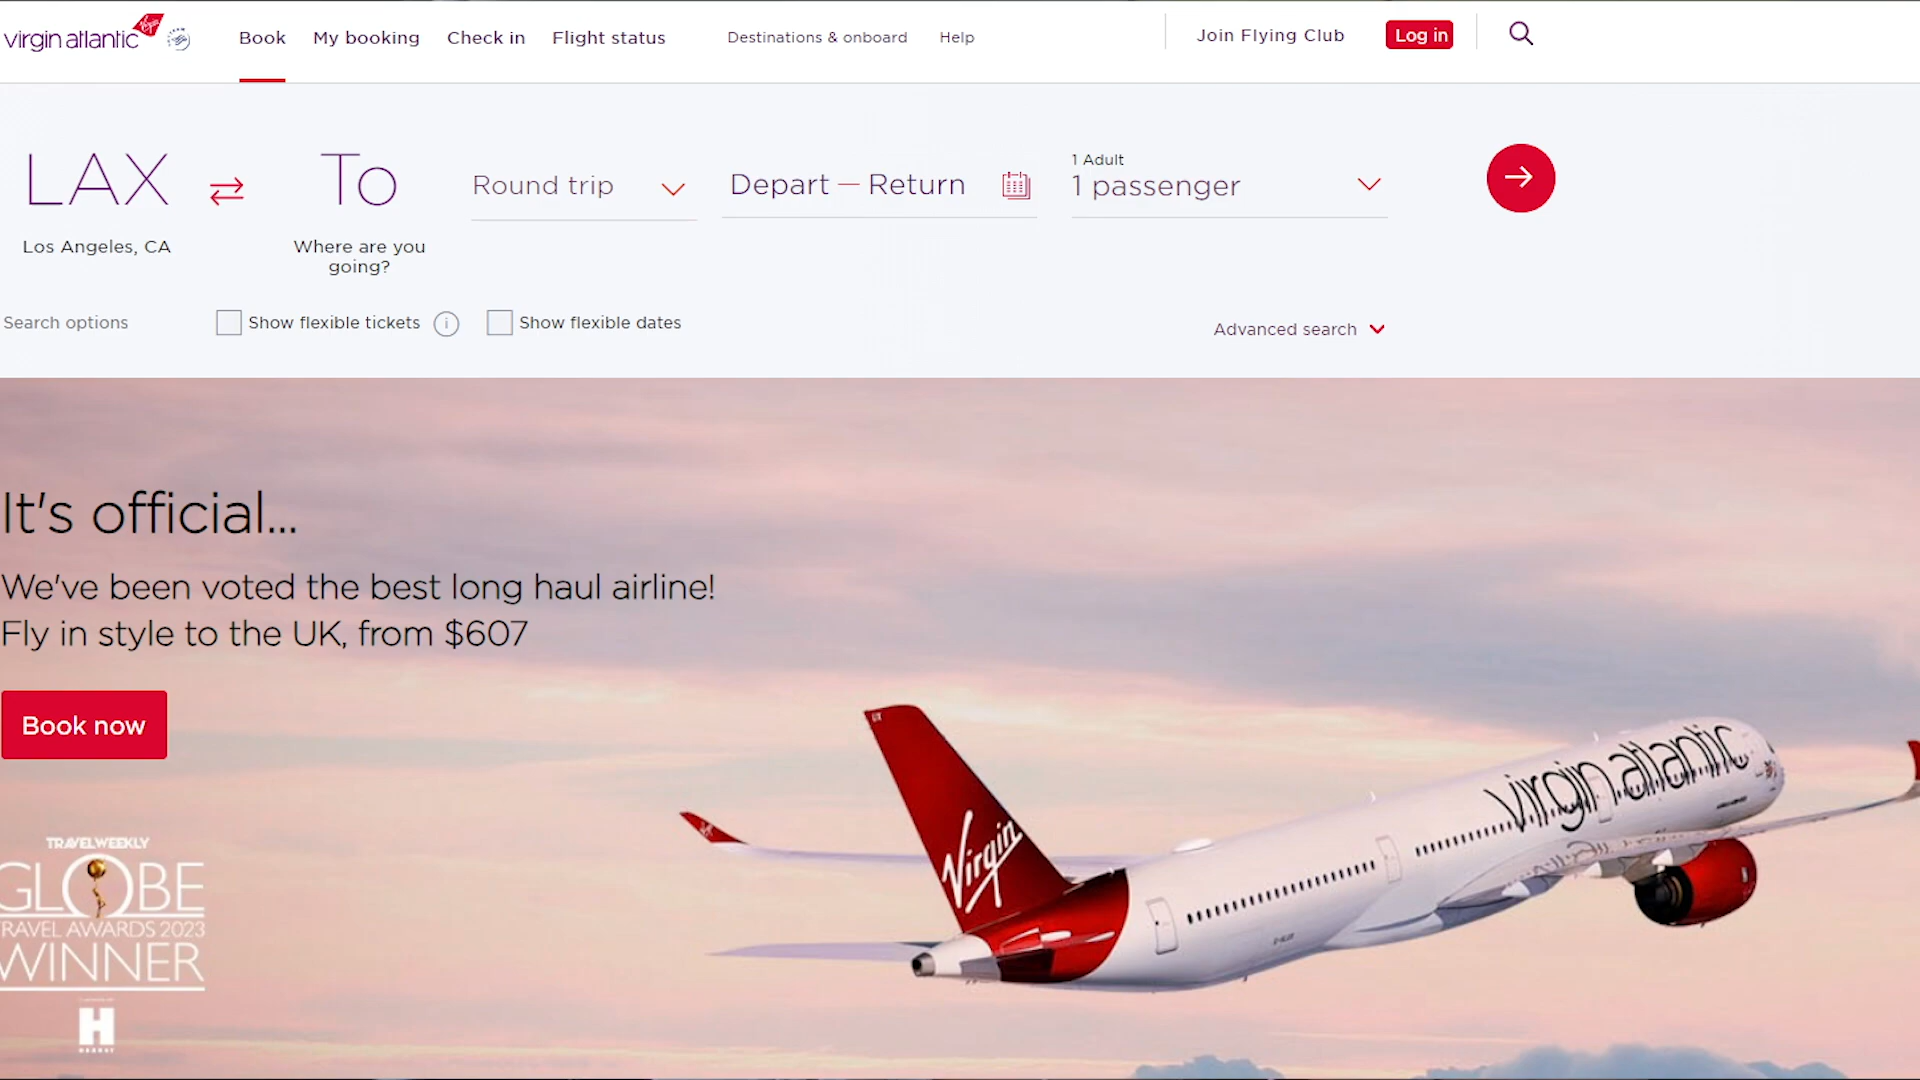 virgin atlantic
Book
My booking
Check in
Flight status
Destinations & onboard
Help
Join Flying Club
Log in
LAX
To
Round trip
Depart — Return
1 Adult
1 passenger
Los Angeles, CA
Where are you
going?
Search options
Show flexible tickets
Show flexible dates
Advanced search
It's official...
We've been voted the best long haul airline!
Fly in style to the UK, from $607
Book now
TRAVEL WEEKLY
GLOBE
TRAVEL AWARDS 2023
WINNER
H
Virgin
virgin atlantic